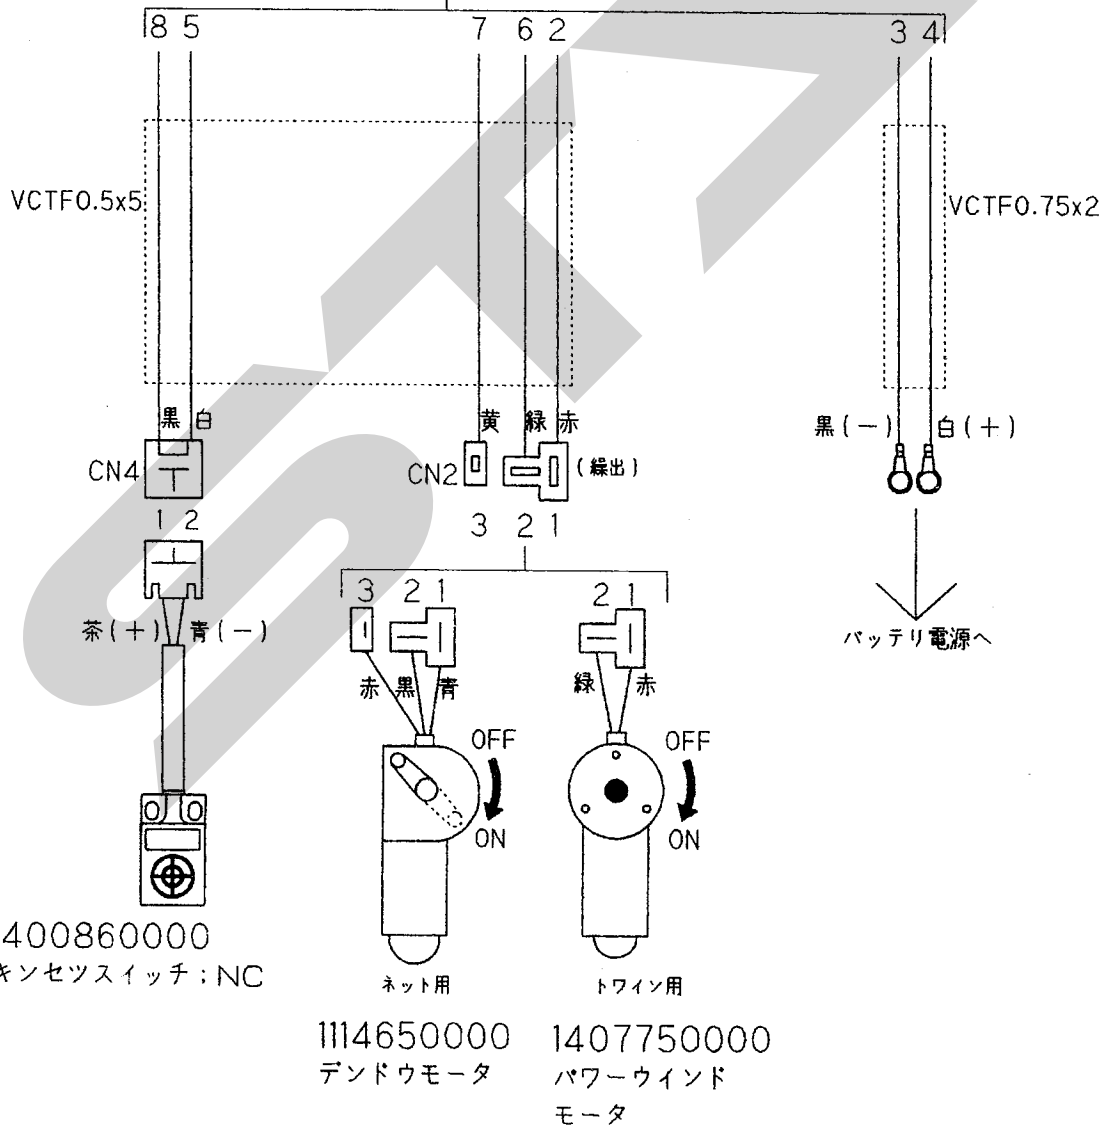 8 5 7 6 2 3 4
VCTF0.5x5
VCTF0.75x2
黒 白
黄 緑 赤
黒(−) 白(+)
CN4
CN2
(繰出)
1 2
3 2 1
3 2 1
2 1
茶(+) 青(−)
バッテリ電源へ
赤 黒 青
緑 赤
OFF
ON
OFF
ON
400860000
キンセツスイッチ;NC
ネット用
1114650000
デンドウモータ
トワイン用
1407750000
パワーウインド
モータ